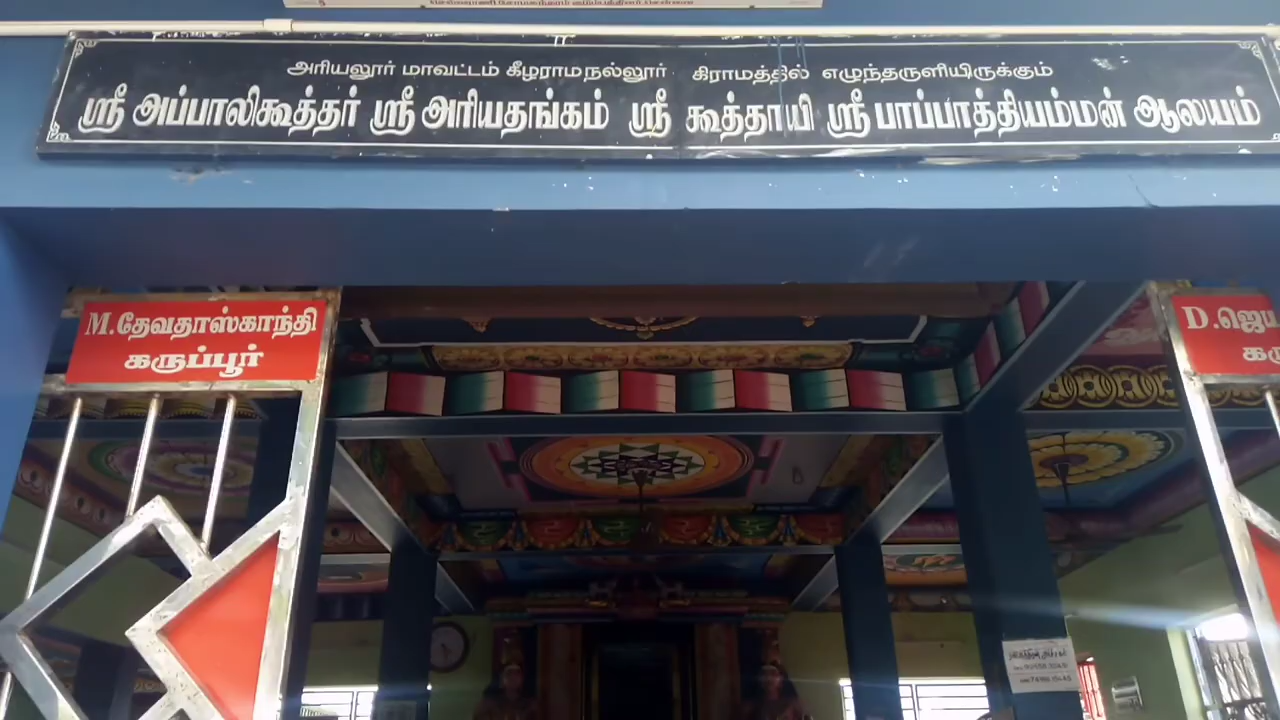 அரியலூர் மாவட்டம் கீழராமநல்லூர் கிராமத்தில் எழுந்தருளியிருக்கும்
ஸ்ரீ அப்பாலிகூத்தர் ஸ்ரீ அரியதங்கம் ஸ்ரீ கூத்தாயி ஸ்ரீ பாப்பாத்தியம்மன் ஆலயம்
M.தேவதாஸ்காந்தி
கருப்பூர்
D.ஜெ